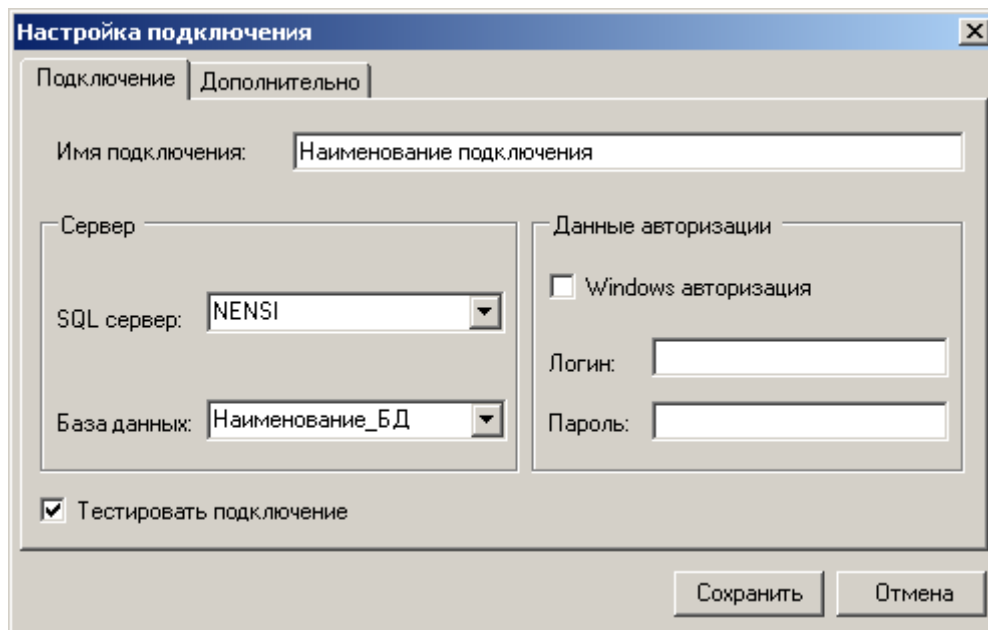 Настройка подключения
Подключение
Дополнительно
Имя подключения:
Наименование подключения
Сервер
SQL сервер:
NENSI
База данных:
Наименование_БД
Данные авторизации
Windows авторизация
Логин:
Пароль:
Тестировать подключение
Сохранить
Отмена